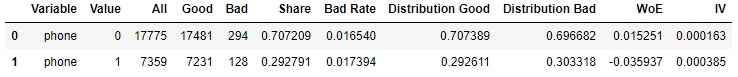 Variable Value All Good Bad Share Bad Rate Distribution Good Distribution Bad WoE IV
0 phone 0 17775 17481 294 0.707209 0.016540 0.707389 0.696682 0.015251 0.000163
1 phone 1 7359 7231 128 0.292791 0.017394 0.292611 0.303318 -0.035937 0.000385